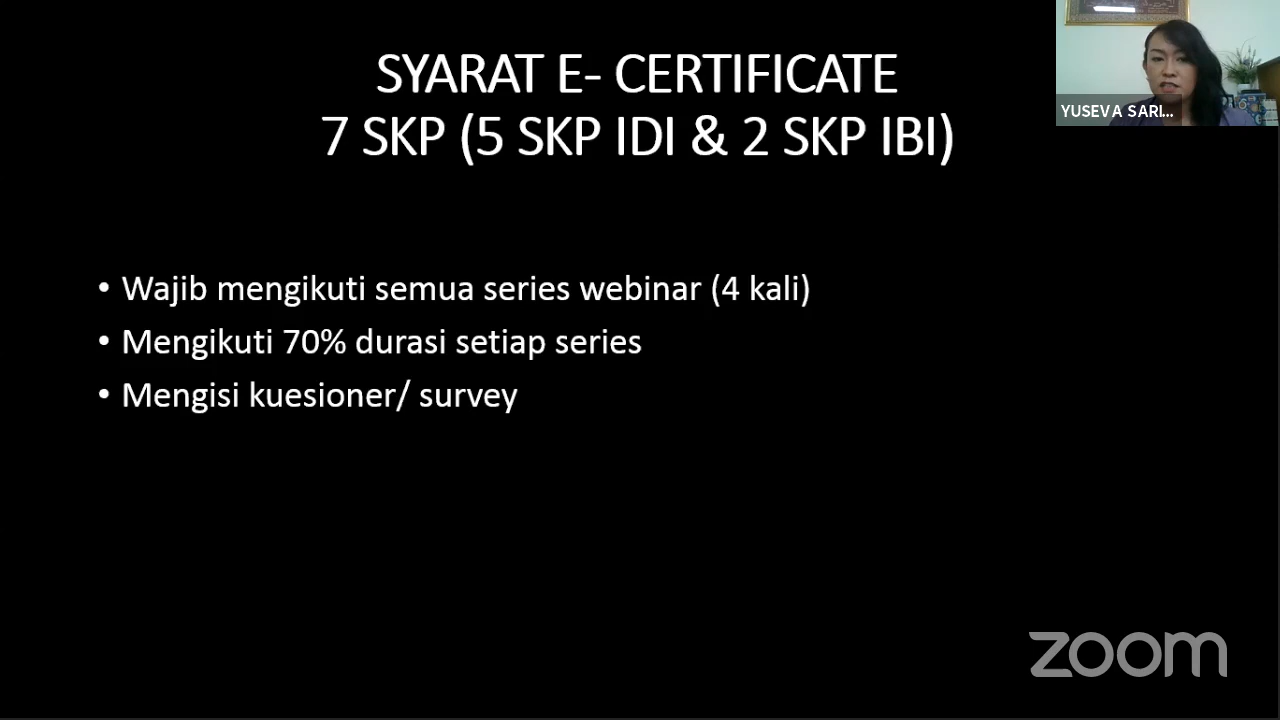 SYARAT E- CERTIFICATE
7 SKP (5 SKP IDI & 2 SKP IBI)
YUSEVA SARI...
• Wajib mengikuti semua series webinar (4 kali)
• Mengikuti 70% durasi setiap series
• Mengisi kuesioner/ survey
zoom